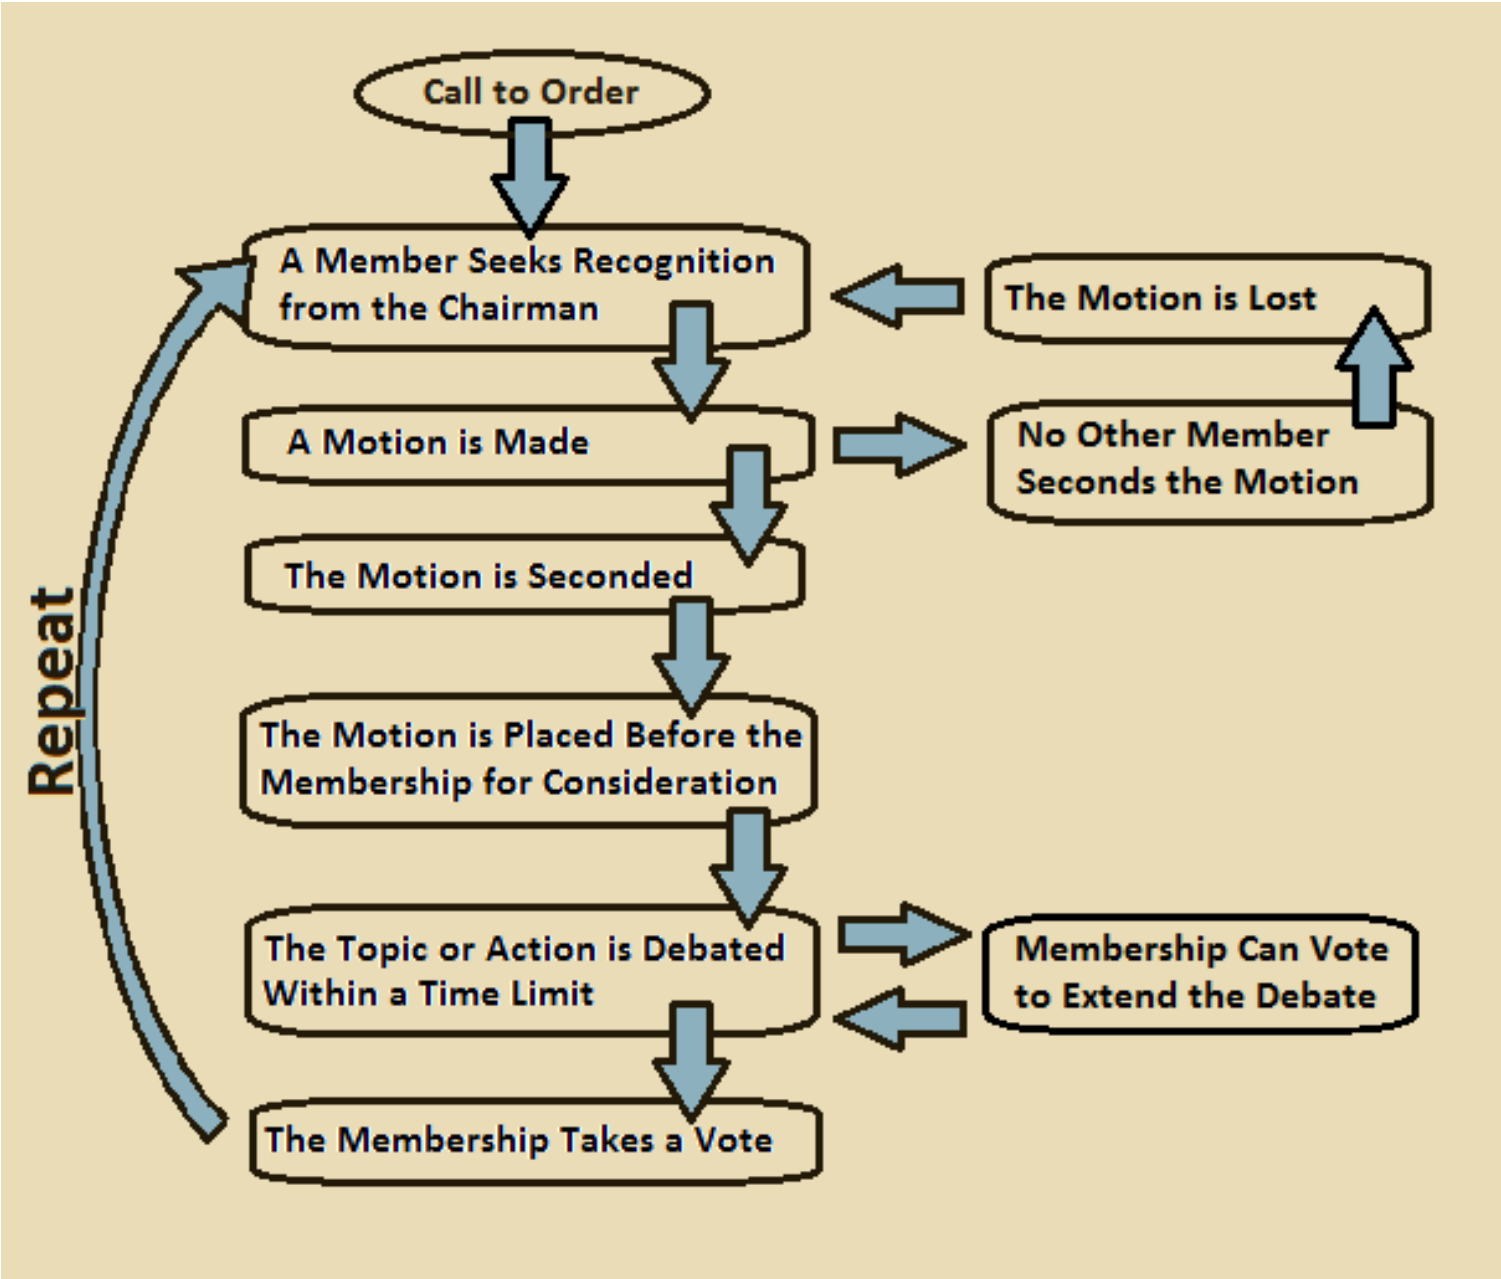 Call to Order
A Member Seeks Recognition
from the Chairman
The Motion is Lost
A Motion is Made
No Other Member
Seconds the Motion
The Motion is Seconded
Repeat
The Motion is Placed Before the
Membership for Consideration
The Topic or Action is Debated
Within a Time Limit
Membership Can Vote
to Extend the Debate
The Membership Takes a Vote